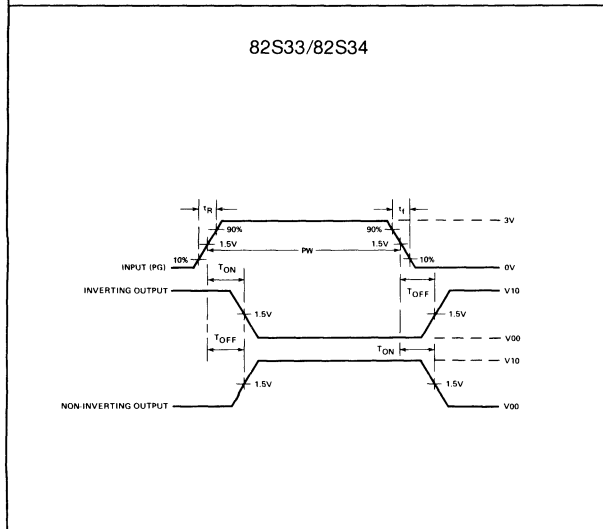 82S33/82S34
tR
tf
3V
90%
90%
1.5V
PW
1.5V
10%
10%
INPUT (PG)
0V
TON
TOFF
INVERTING OUTPUT
V10
1.5V
1.5V
TOFF
TON
V00
V10
1.5V
1.5V
NON-INVERTING OUTPUT
V00